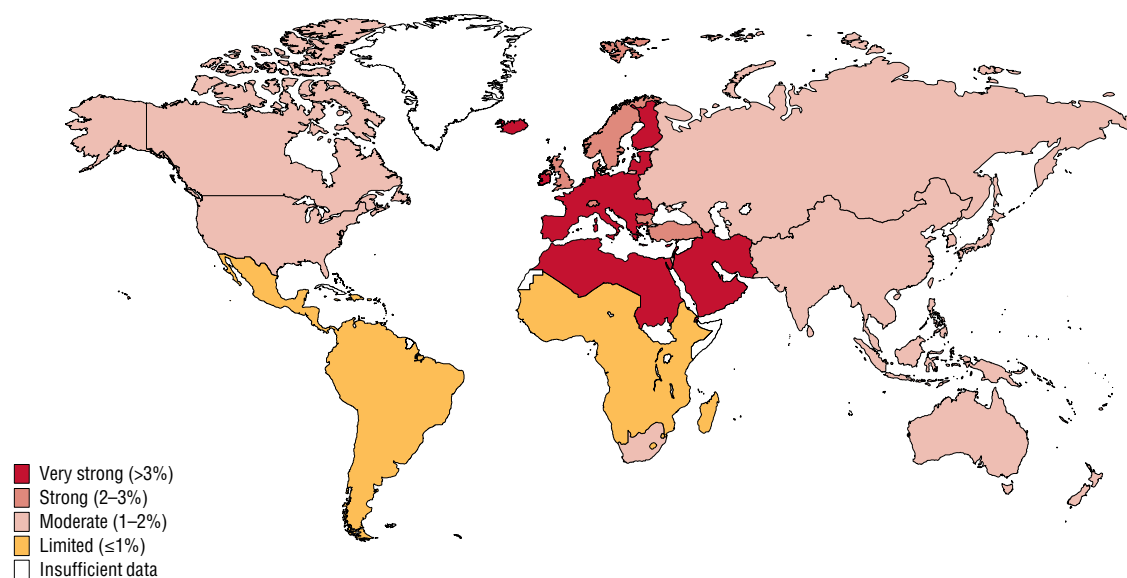 Very strong (>3%)
Strong (2–3%)
Moderate (1–2%)
Limited (≤1%)
Insufficient data